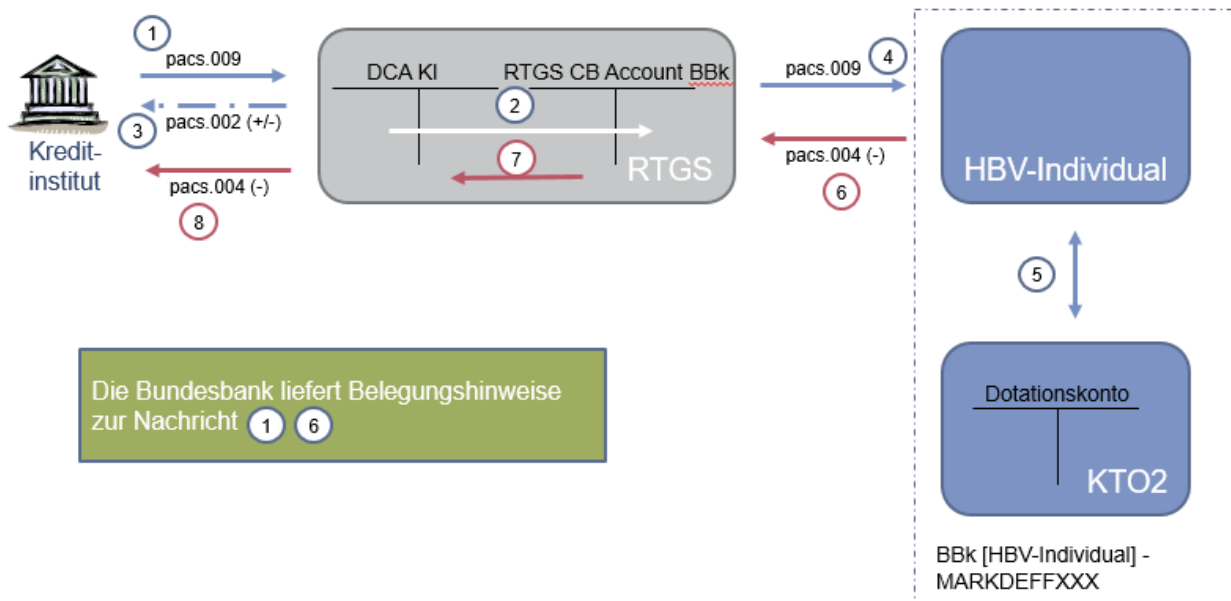 1
pacs.009
3
pacs.002 (+/-)
Kredit-
institut
pacs.004 (-)
8
DCA KI
RTGS CB Account BBk
2
7
RTGS
pacs.009
4
pacs.004 (-)
6
HBV-Individual
5
Dotationskonto
KTO2
BBk [HBV-Individual] -
MARKDEFFXXX
Die Bundesbank liefert Belegungshinweise
zur Nachricht 1 6